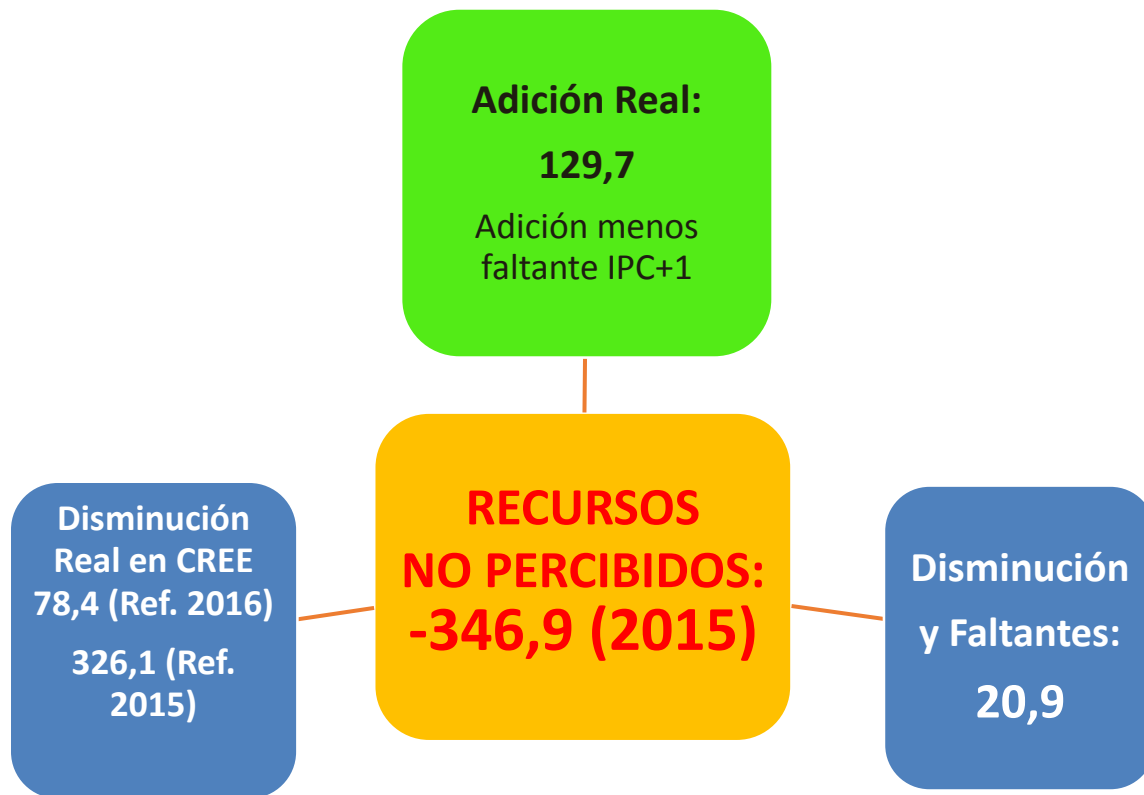 Adición Real:
129,7
Adición menos
faltante IPC+1
RECURSOS
NO PERCIBIDOS:
-346,9 (2015)
Disminución
Real en CREE
78,4 (Ref. 2016)
326,1 (Ref.
2015)
Disminución
y Faltantes:
20,9